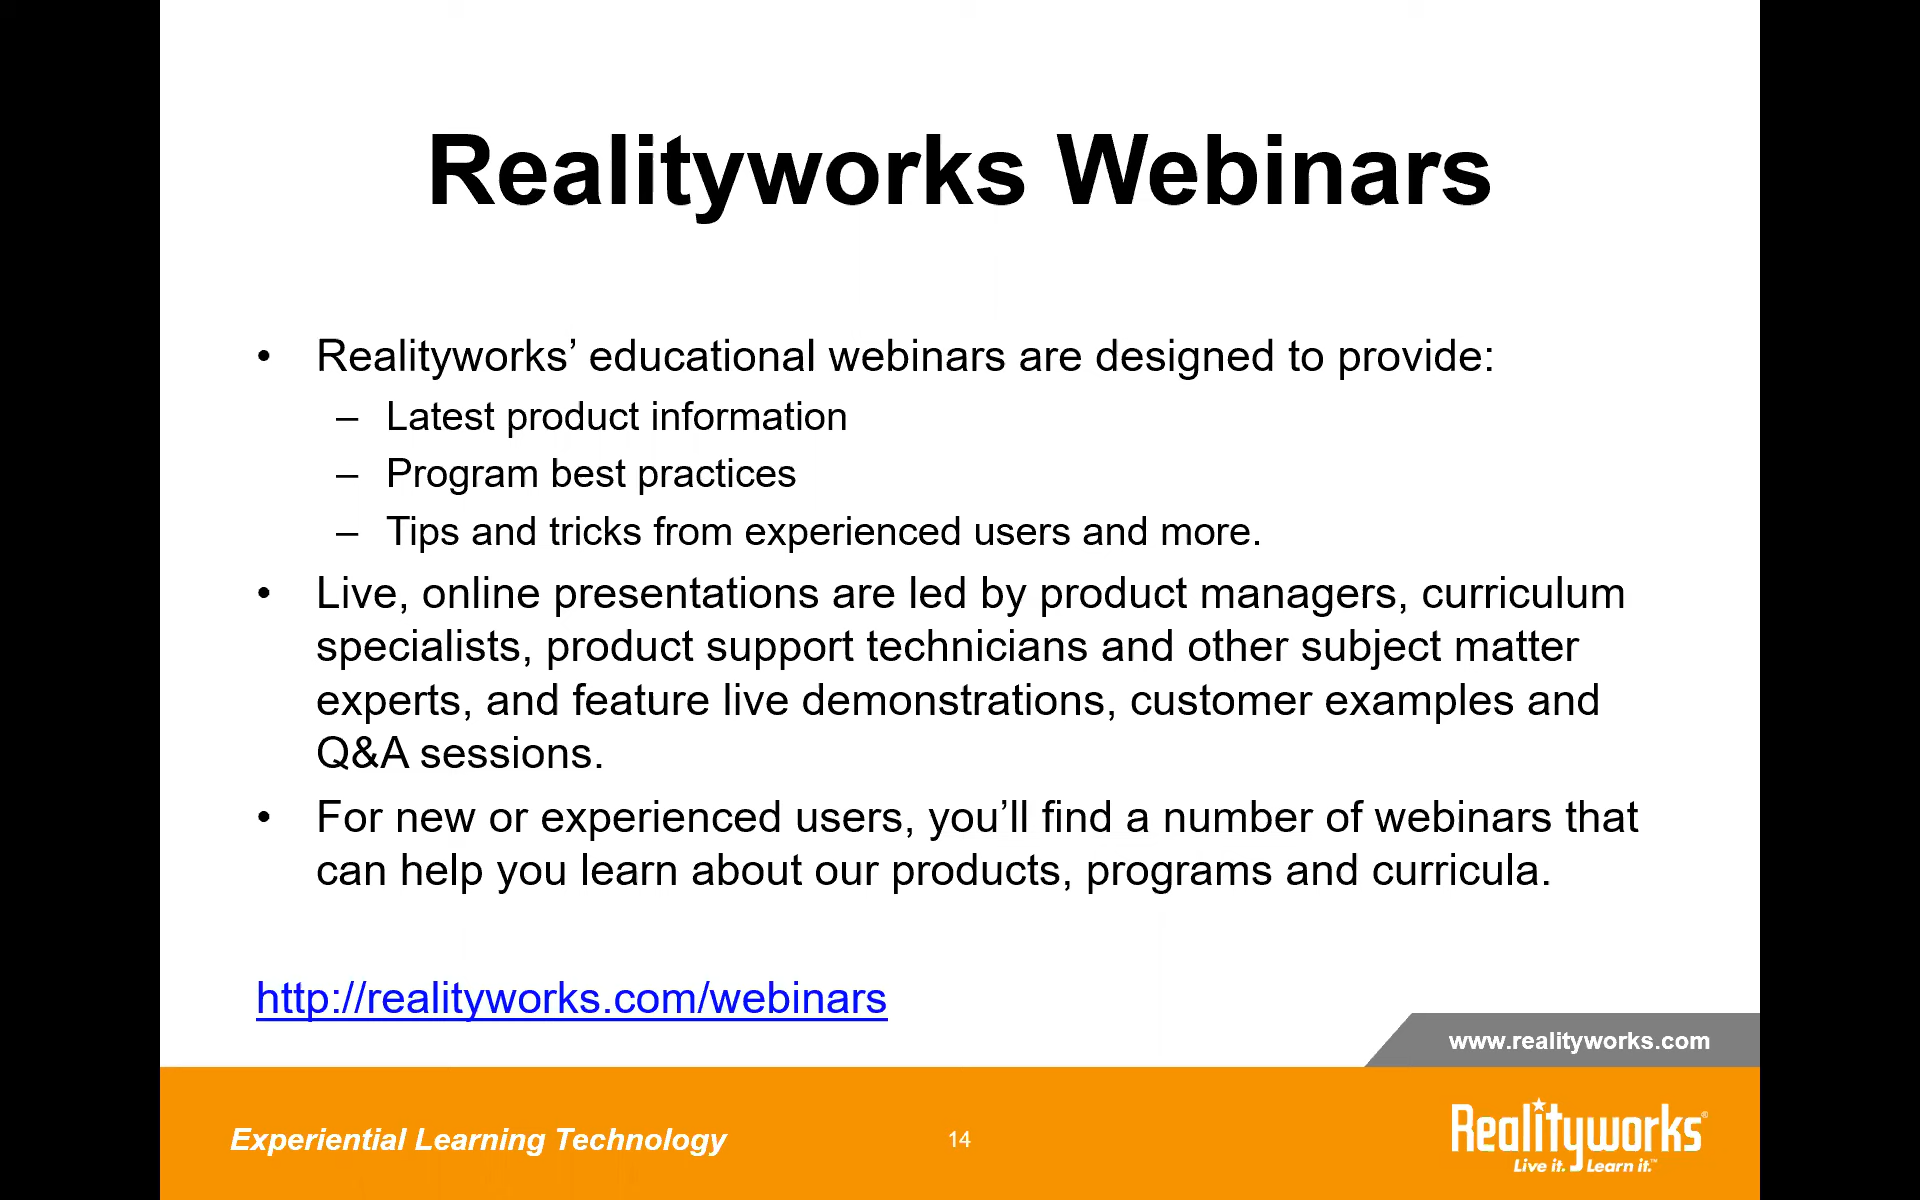 Realityworks Webinars
• Realityworks’ educational webinars are designed to provide:
– Latest product information
– Program best practices
– Tips and tricks from experienced users and more.
• Live, online presentations are led by product managers, curriculum
specialists, product support technicians and other subject matter
experts, and feature live demonstrations, customer examples and
Q&A sessions.
• For new or experienced users, you’ll find a number of webinars that
can help you learn about our products, programs and curricula.
http://realityworks.com/webinars
www.realityworks.com
Experiential Learning Technology
14
Realityworks®
Live it. Learn it.™